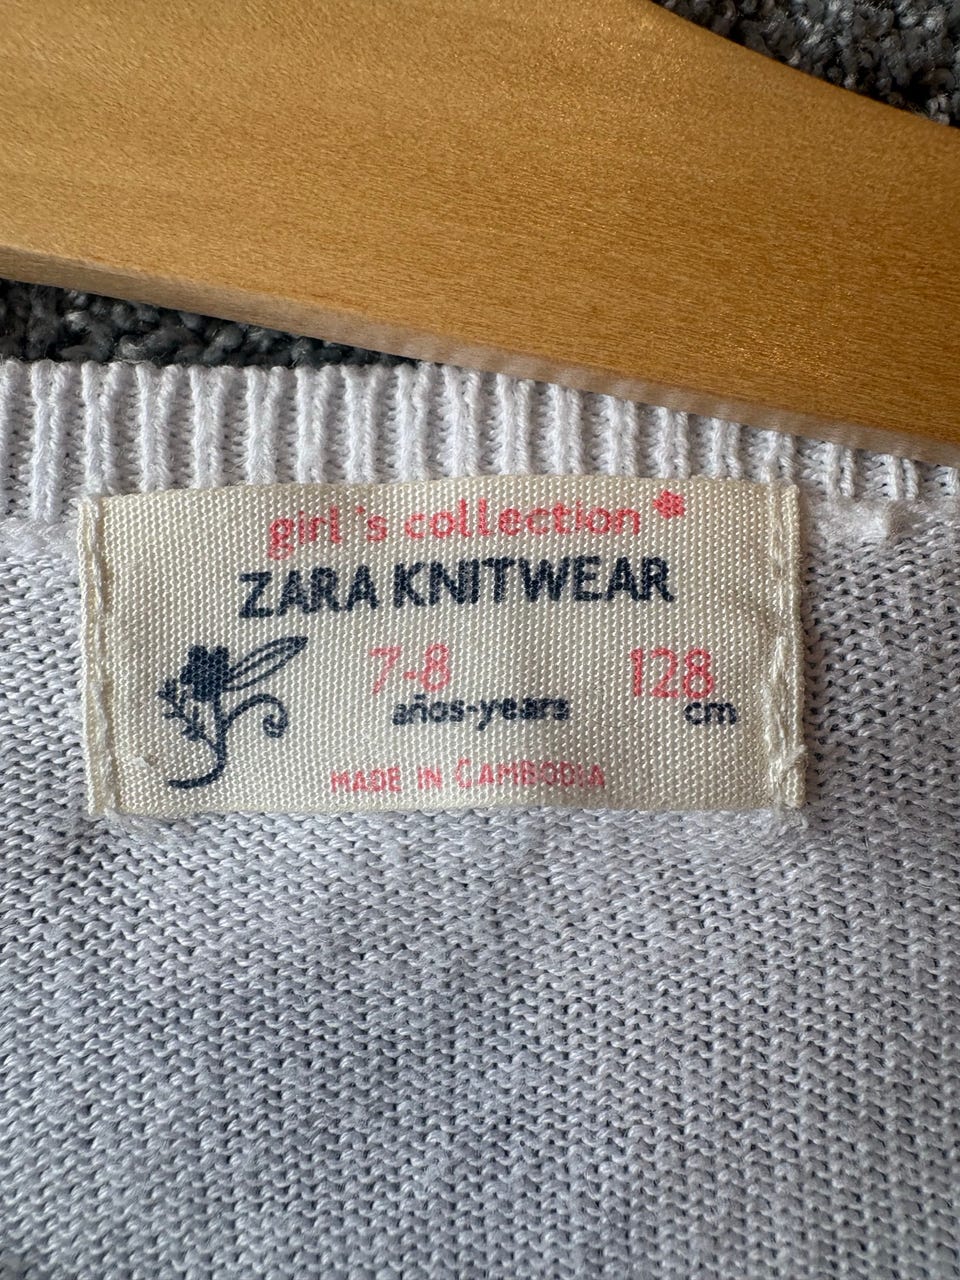 girl's collection
ZARA KNITWEAR
7-8 128
años-years cm
MADE IN CAMBODIA